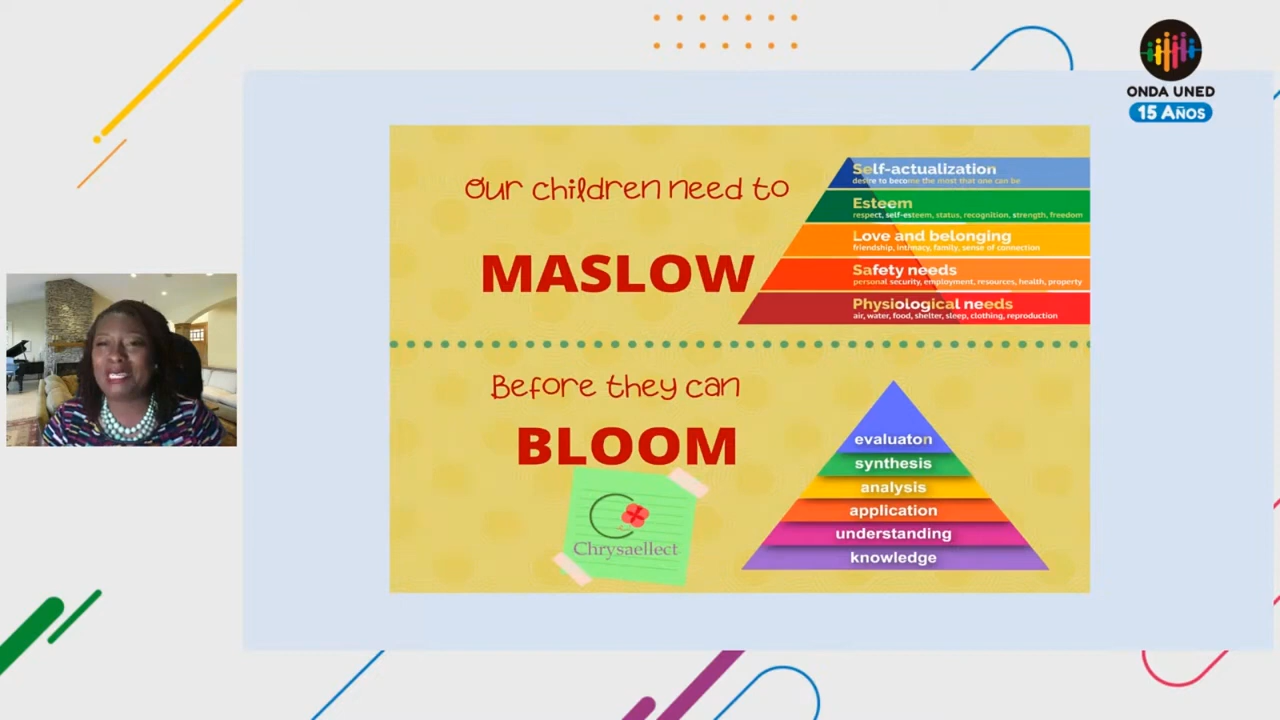 ONDA UNED
15 AÑOS
Our children need to
MASLOW
Self-actualization
desire to become the most that one can be
Esteem
respect, self-esteem, status, recognition, strength, freedom
Love and belonging
friendship, intimacy, family, sense of connection
Safety needs
personal security, employment, resources, health, property
Physiological needs
air, water, food, shelter, sleep, clothing, reproduction
Before they can
BLOOM
Chrysaellect
evaluaton
synthesis
analysis
application
understanding
knowledge